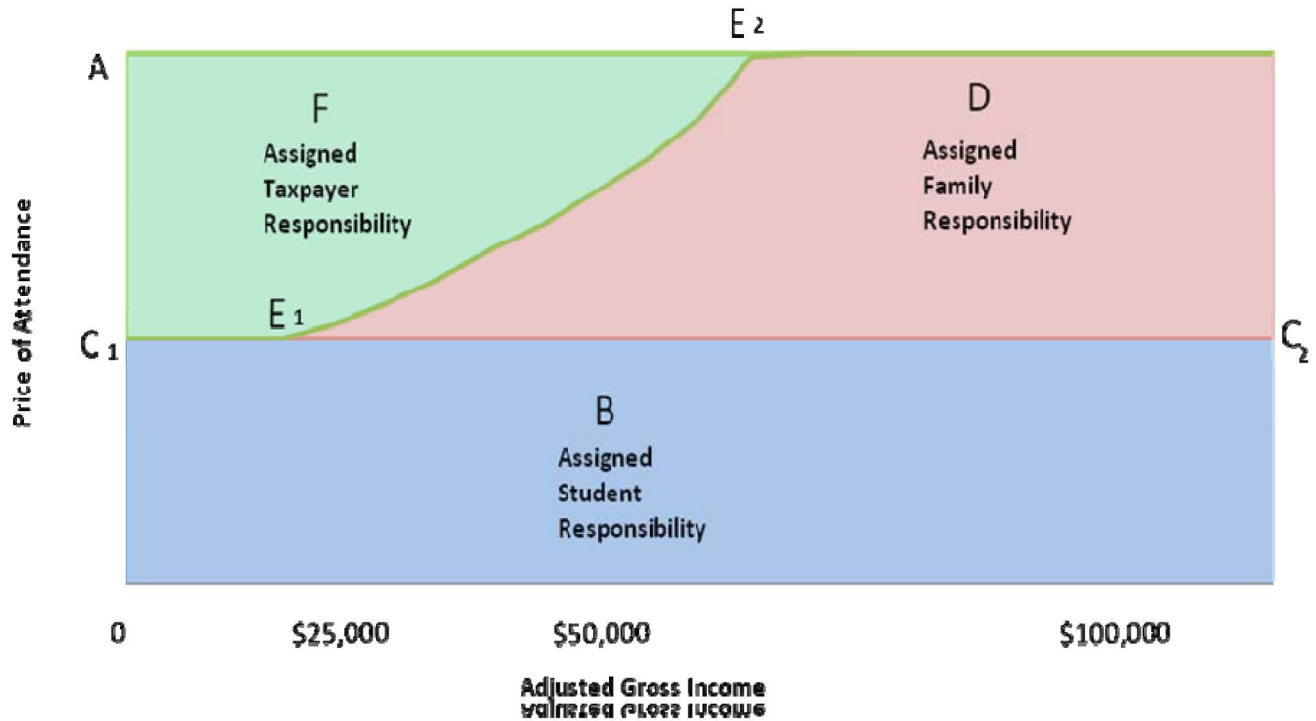 E 2
A
F
Assigned
Taxpayer
Responsibility
D
Assigned
Family
Responsibility
Price of Attendance
E 1
C 1
C 2
B
Assigned
Student
Responsibility
0 $25,000 $50,000 $100,000
Adjusted Gross Income